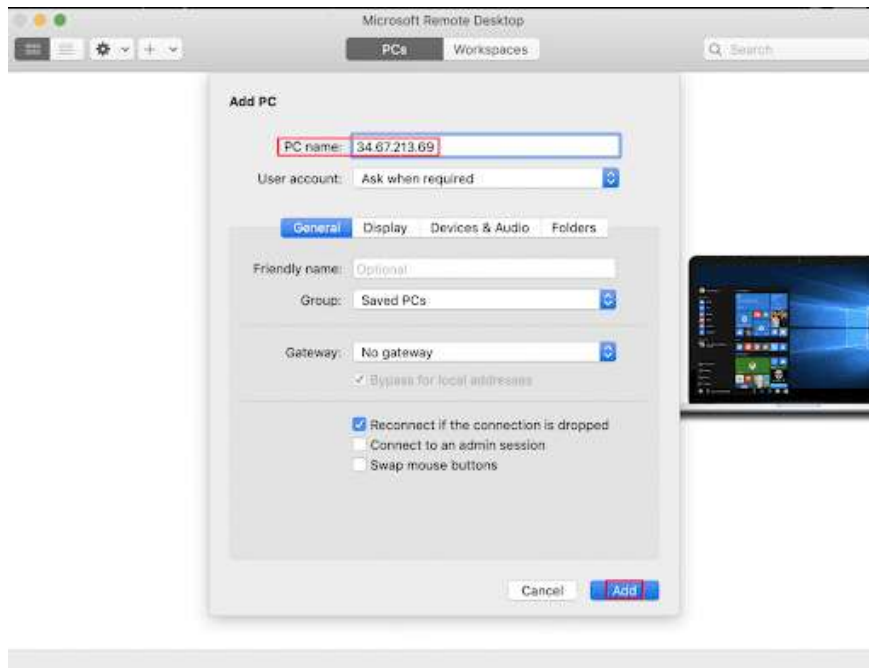 Microsoft Remote Desktop
PCs Workspaces Search
Add PC
PC name: 34.67.213.69
User account: Ask when required
General Display Devices & Audio Folders
Friendly name: Optional
Group: Saved PCs
Gateway: No gateway
Bypass for local addresses
Reconnect if the connection is dropped
Connect to an admin session
Swap mouse buttons
Cancel Add